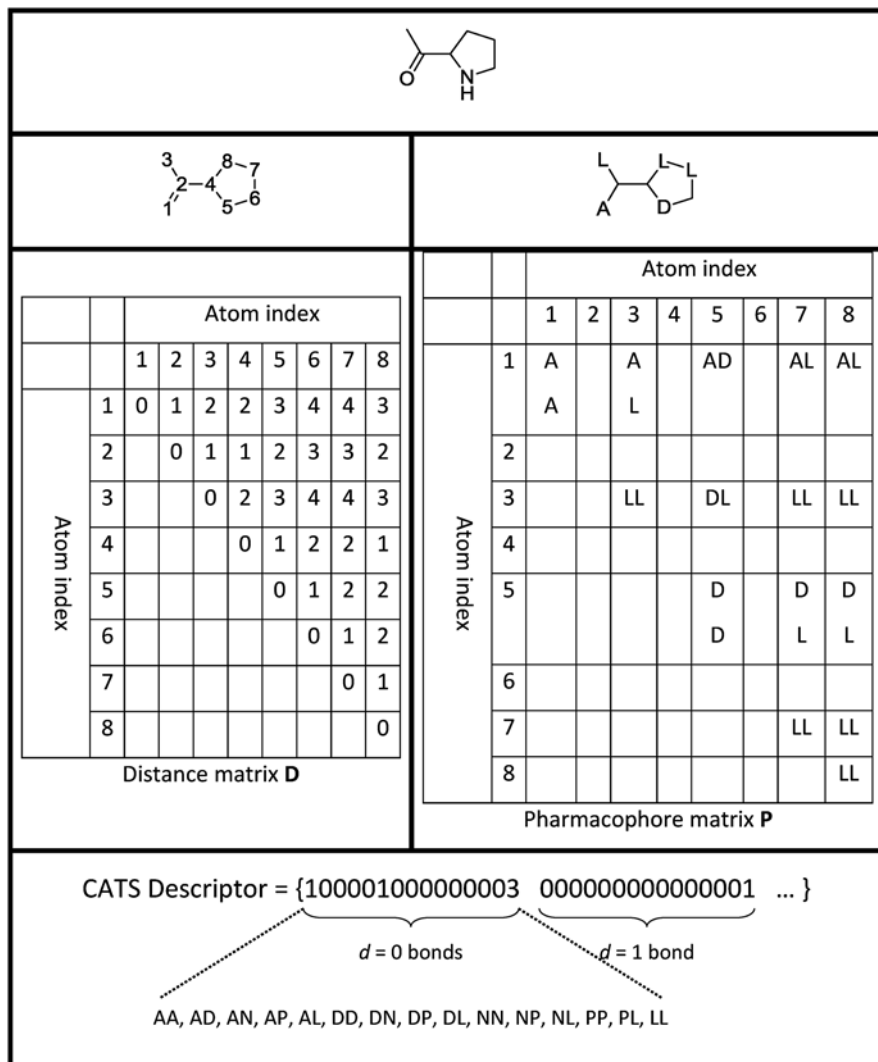 O
N
H
3
8
7
2
4
1
5
6
L
L
L
A
D
Atom index
1 2 3 4 5 6 7 8
Atom index
1 0 1 2 2 3 4 4 3
2 0 1 1 2 3 3 2
3 0 2 3 4 4 3
4 0 1 2 2 1
5 0 1 2 2
6 0 1 2
7 0 1
8 0
Distance matrix D
Atom index
1 2 3 4 5 6 7 8
Atom index
1 A A AD AL AL
A L
2
3 LL DL LL LL
4
5 D D D
D L L
6
7 LL LL
8 LL
Pharmacophore matrix P
CATS Descriptor = {100001000000003 000000000000001 ... }
d = 0 bonds d = 1 bond
AA, AD, AN, AP, AL, DD, DN, DP, DL, NN, NP, NL, PP, PL, LL